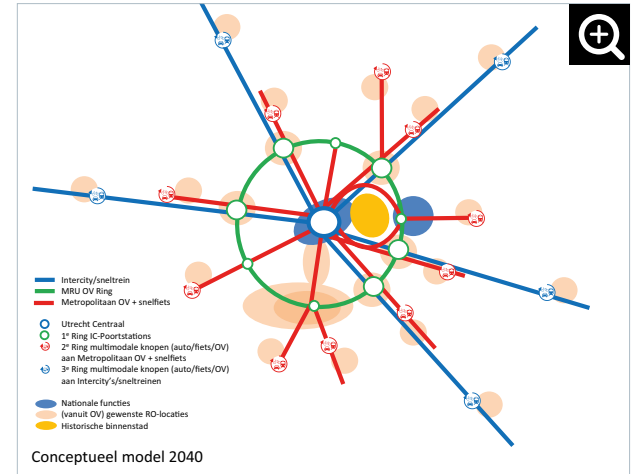 Intercity/sneltrein
MRU OV Ring
Metropolitaan OV + snelfiets
Utrecht Centraal
1e Ring IC-Poortstations
2e Ring multimodale knopen (auto/fiets/OV)
aan Metropolitaan OV + snelfiets
3e Ring multimodale knopen (auto/fiets/OV)
aan Intercity's/sneltreinen
Nationale functies
(vanuit OV) gewenste RO-locaties
Historische binnenstad
Conceptueel model 2040